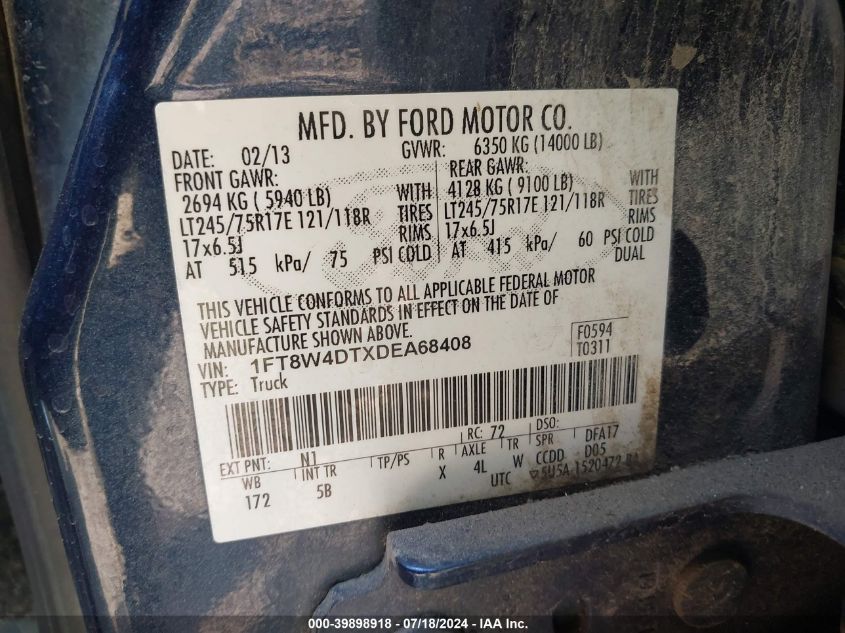 MFD. BY FORD MOTOR CO.
DATE: 02/13 GVWR: 6350 KG (14000 LB)
FRONT GAWR: REAR GAWR:
2694 KG ( 5940 LB) WITH 4128 KG ( 9100 LB) WITH
LT245/75R17E 121/118R TIRES LT245/75R17E 121/118R TIRES
17x6.5J RIMS 17x6.5J RIMS
AT 515 kPa/ 75 PSI COLD AT 415 kPa/ 60 PSI COLD
DUAL
THIS VEHICLE CONFORMS TO ALL APPLICABLE FEDERAL MOTOR
VEHICLE SAFETY STANDARDS IN EFFECT ON THE DATE OF
MANUFACTURE SHOWN ABOVE.
VIN: 1FT8W4DTXDEA68408 F0594
TYPE: Truck T0311
RC: 72 DSO:
EXT PNT: N1 DFA17
WB INT TR TP/PS R AXLE TR SPR D05
172 5B X 4L W CCDD
UTC 5U5A-1520472-BA
000-39898918 - 07/18/2024 - IAA Inc.